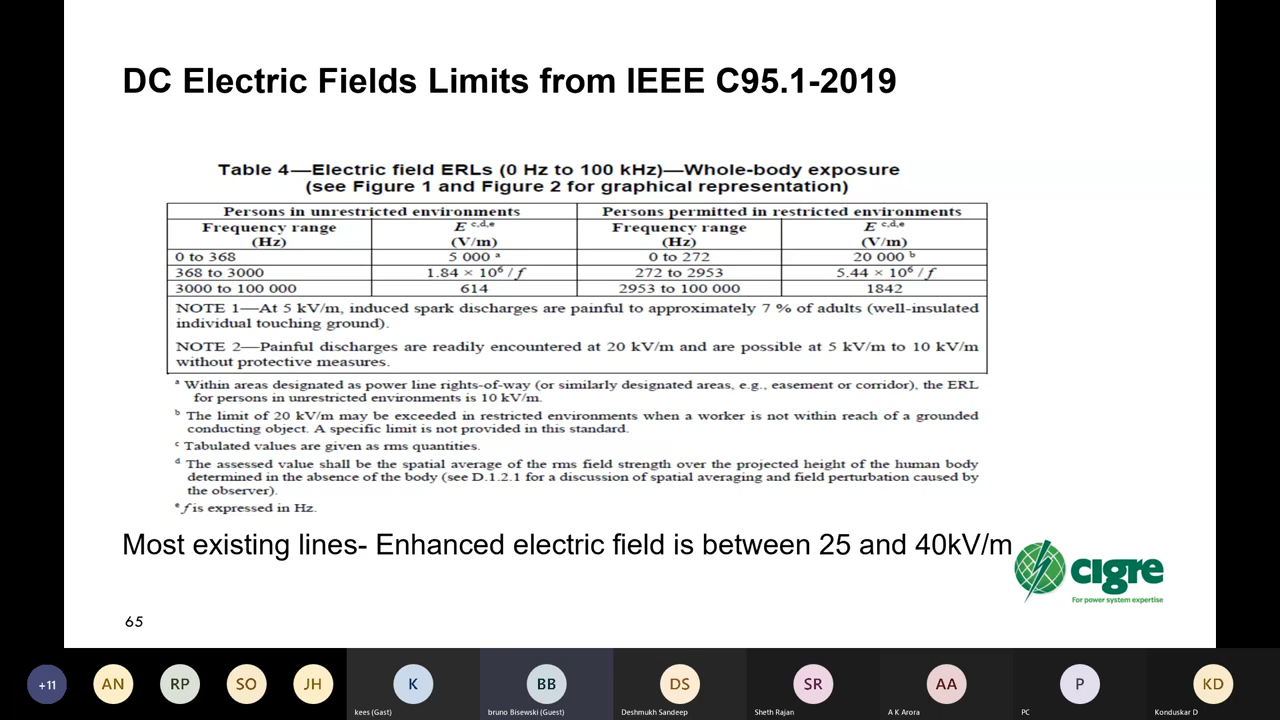 DC Electric Fields Limits from IEEE C95.1-2019
Table 4—Electric field ERLs (0 Hz to 100 kHz)—Whole-body exposure
(see Figure 1 and Figure 2 for graphical representation)
Persons in unrestricted environments Persons permitted in restricted environments
Frequency range (Hz) E c,d,e (V/m) Frequency range (Hz) E c,d,e (V/m)
0 to 368 5 000 a 0 to 272 20 000 b
368 to 3000 1.84 × 10⁶ / f 272 to 2953 5.44 × 10⁶ / f
3000 to 100 000 614 2953 to 100 000 1842
NOTE 1—At 5 kV/m, induced spark discharges are painful to approximately 7 % of adults (well-insulated
individual touching ground).
NOTE 2—Painful discharges are readily encountered at 20 kV/m and are possible at 5 kV/m to 10 kV/m
without protective measures.
a Within areas designated as power line rights-of-way (or similarly designated areas, e.g., easement or corridor), the ERL
for persons in unrestricted environments is 10 kV/m.
b The limit of 20 kV/m may be exceeded in restricted environments when a worker is not within reach of a grounded
conducting object. A specific limit is not provided in this standard.
c Tabulated values are given as rms quantities.
d The assessed value shall be the spatial average of the rms field strength over the projected height of the human body
determined in the absence of the body (see D.1.2.1 for a discussion of spatial averaging and field perturbation caused by
the observer).
e f is expressed in Hz.
Most existing lines- Enhanced electric field is between 25 and 40kV/m
cigre
For power system expertise
65
+11 AN RP SO JH K BB DS SR AA P KD
kees (Gast) bruno Bisewski (Guest) Deshmukh Sandeep Sheth Rajan A K Arora PC Konduskar D